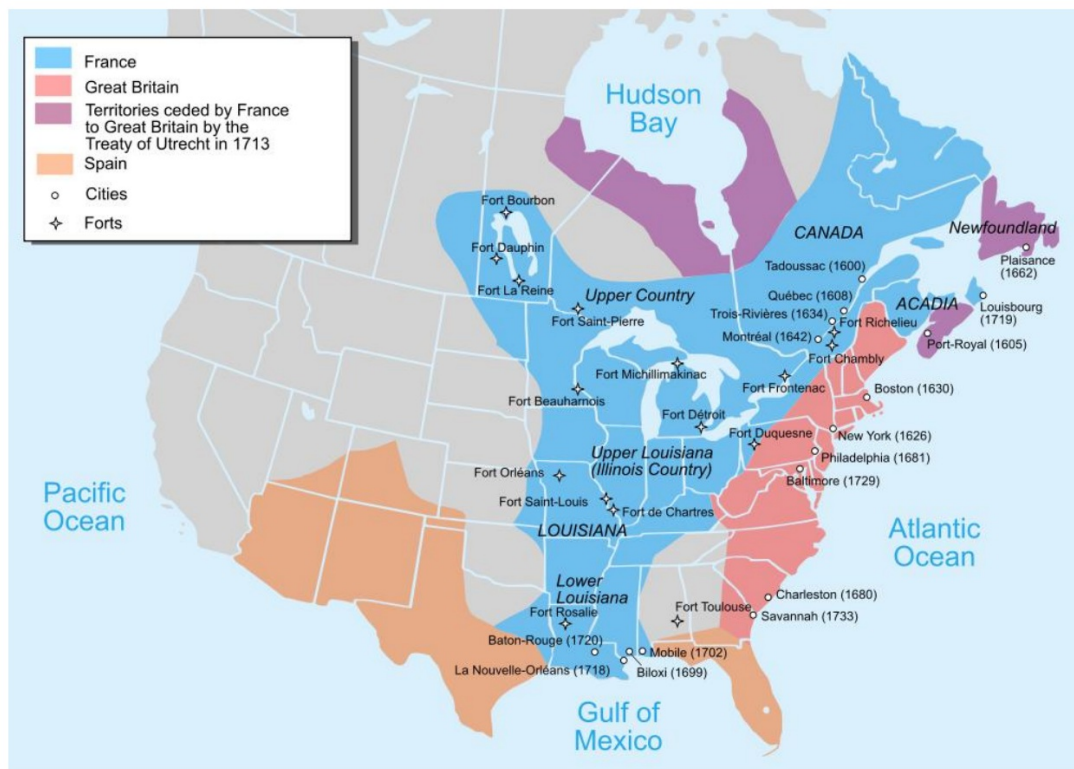 France
Great Britain
Territories ceded by France
to Great Britain by the
Treaty of Utrecht in 1713
Spain
Cities
Forts
Hudson
Bay
Fort Bourbon
Fort Dauphin
Fort La Reine
Fort Saint-Pierre
Upper Country
CANADA
Newfoundland
Plaisance
(1662)
Tadoussac (1600)
Québec (1608)
ACADIA
Louisbourg
(1719)
Trois-Rivières (1634)
Fort Richelieu
Montréal (1642)
Port-Royal (1605)
Fort Chambly
Fort Michillimakinac
Fort Frontenac
Fort Beauharnois
Boston (1630)
Fort Détroit
Fort Duquesne
New York (1626)
Upper Louisiana
(Illinois Country)
Philadelphia (1681)
Fort Orléans
Baltimore (1729)
Pacific
Ocean
Fort Saint-Louis
Fort de Chartres
LOUISIANA
Atlantic
Ocean
Lower
Louisiana
Charleston (1680)
Fort Rosalie
Fort Toulouse
Savannah (1733)
Baton-Rouge (1720)
Mobile (1702)
La Nouvelle-Orléans (1718)
Biloxi (1699)
Gulf of
Mexico